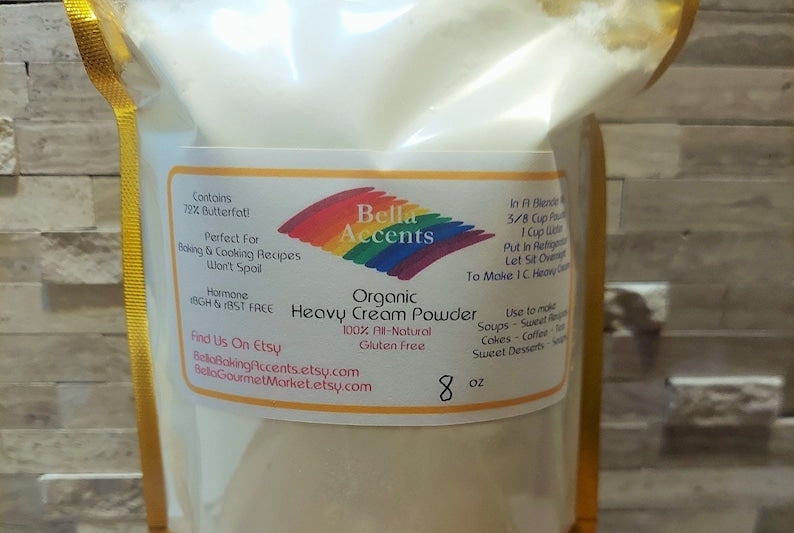 Contains
72% Butterfat!
Perfect For
Baking & Cooking Recipes
Won't Spoil
Hormone
rBGH & rBST FREE
Find Us On Etsy
BellaBakingAccents.etsy.com
BellaGourmetMarket.etsy.com
Bella
Accents
Organic
Heavy Cream Powder
100% All-Natural
Gluten Free
8 oz
In A Blender
3/8 Cup
1 Cup Water
Put In Refrigerator
Let Sit Overnight
To Make 1 C. Heavy Cream
Use to make
Soups - Sweet
Cakes - Coffee - Tea
Sweet Desserts -